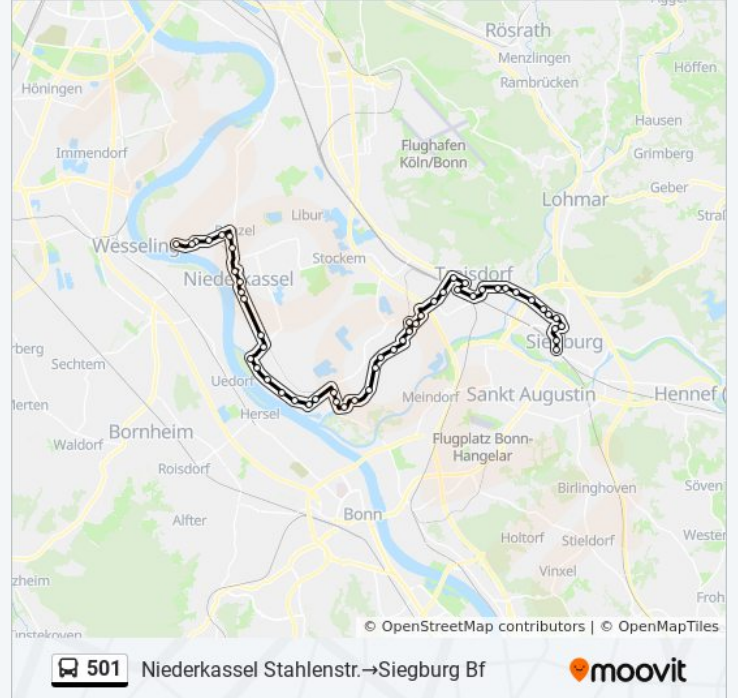 Rösrath
Menzlingen
Rambrücken
Höffen
Höningen
Hausen
Flughafen
Köln/Bonn
Grimberg
Immendorf
Geber
Lohmar
Libur
Wesseling
Stockem
Troisdorf
Niederkassel
Siegburg
Sechtem
Uedorf
Meindorf
Sankt Augustin
Hennef
Hersel
Bornheim
Waldorf
Flugplatz Bonn-
Hangelar
Roisdorf
Birlinghoven
Bonn
Alfter
Holtorf
Stieldorf
Vinxel
© OpenStreetMap contributors | © OpenMapTiles
501 Niederkassel Stahlenstr.→Siegburg Bf
moovit